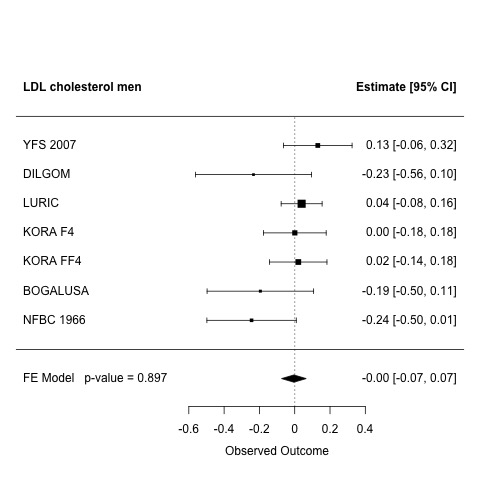 LDL cholesterol men Estimate [95% CI]
YFS 2007 0.13 [-0.06, 0.32]
DILGOM -0.23 [-0.56, 0.10]
LURIC 0.04 [-0.08, 0.16]
KORA F4 0.00 [-0.18, 0.18]
KORA FF4 0.02 [-0.14, 0.18]
BOGALUSA -0.19 [-0.50, 0.11]
NFBC 1966 -0.24 [-0.50, 0.01]
FE Model p-value = 0.897 -0.00 [-0.07, 0.07]
-0.6 -0.4 -0.2 0 0.2 0.4
Observed Outcome